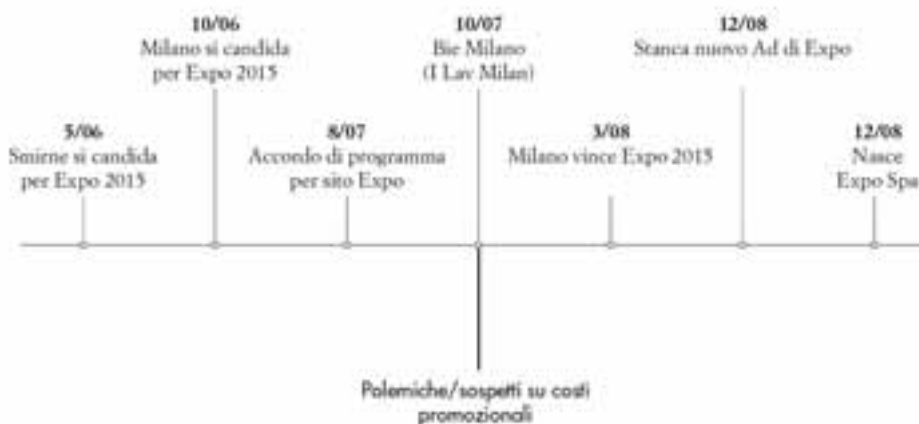 10/06
Milano si candida
per Expo 2015
10/07
Bie Milano
(I Lav Milan)
12/08
Stanca nuovo Ad di Expo
5/06
Smirne si candida
per Expo 2015
8/07
Accordo di programma
per sito Expo
3/08
Milano vince Expo 2015
12/08
Nasce
Expo Spa
Polemiche/sospetti su costi
promozionali